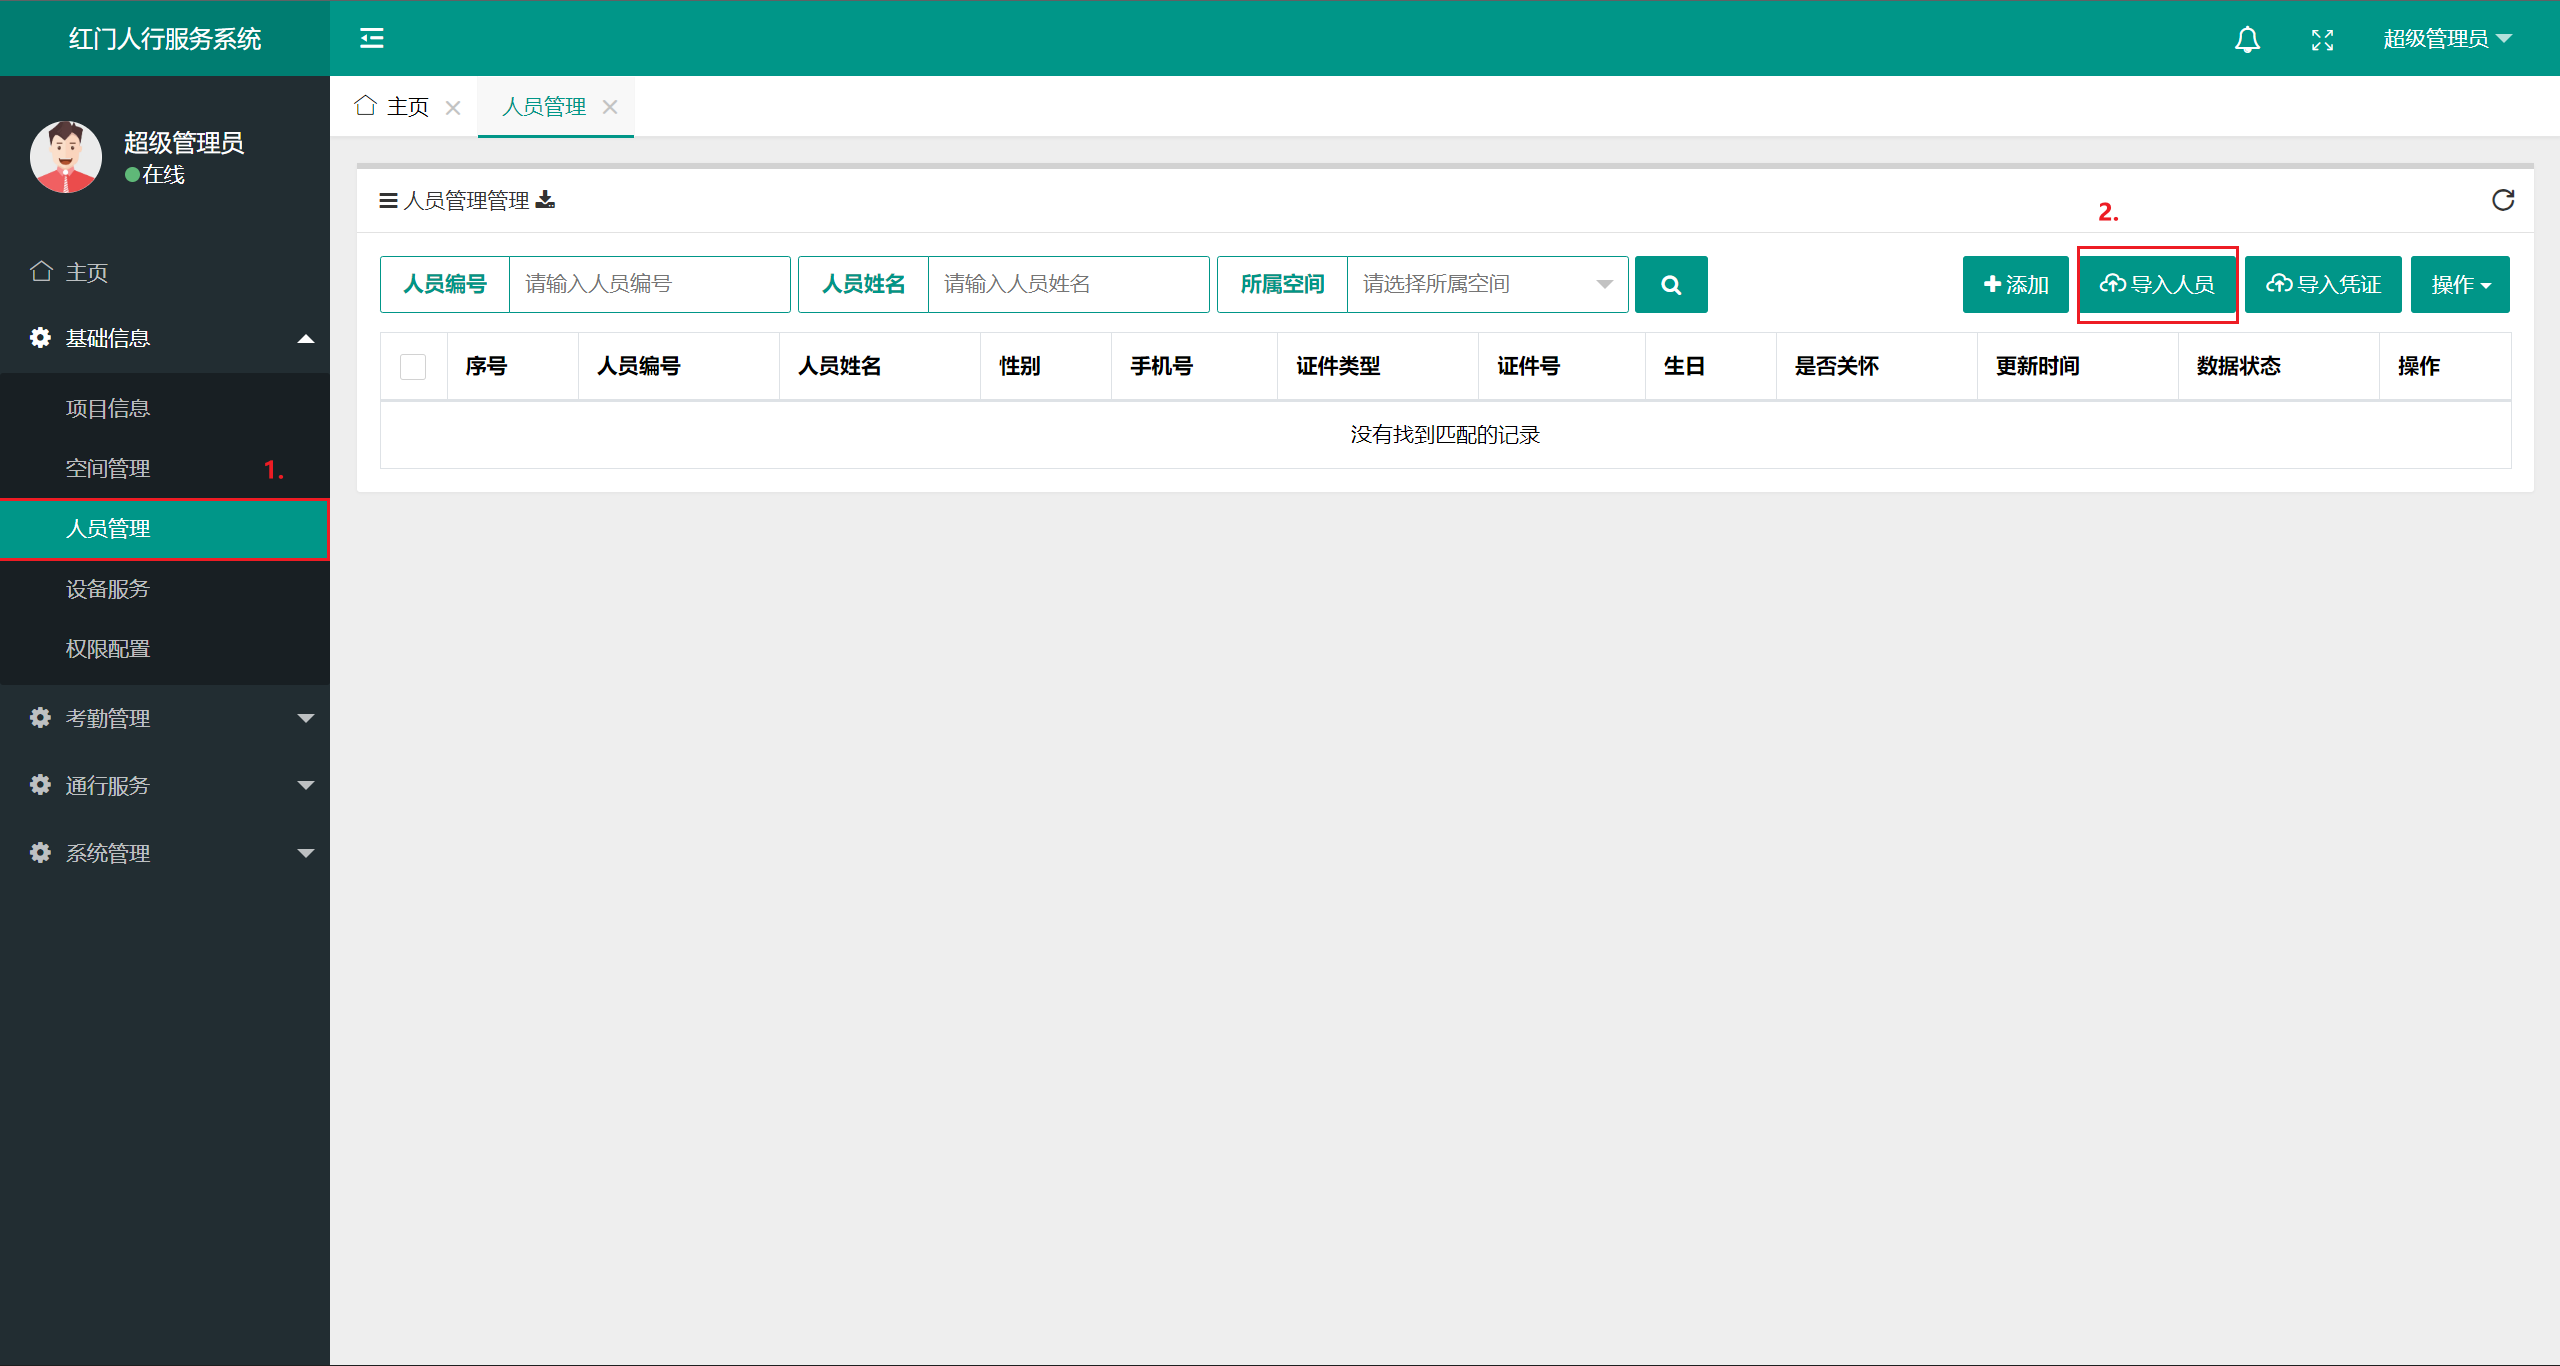 红门人行服务系统
超级管理员
主页
人员管理
超级管理员
在线
人员管理管理
2.
人员编号 请输入人员编号 人员姓名 请输入人员姓名 所属空间 请选择所属空间 添加 导入人员 导入凭证 操作
序号 人员编号 人员姓名 性别 手机号 证件类型 证件号 生日 是否关怀 更新时间 数据状态 操作
没有找到匹配的记录
主页
基础信息
项目信息
空间管理
1.
人员管理
设备服务
权限配置
考勤管理
通行服务
系统管理